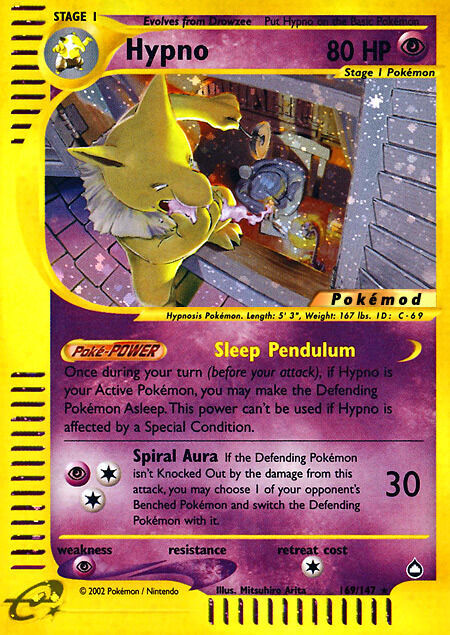 STAGE 1
Evolves from Drowzee Put Hypno on the Basic Pokémon
Hypno 80 HP
Stage 1 Pokémon
Pokémod
Hypnosis Pokémon. Length: 5' 3", Weight: 167 lbs. ID: C-69
Poké-POWER Sleep Pendulum
Once during your turn (before your attack), if Hypno is
your Active Pokémon, you may make the Defending
Pokémon Asleep. This power can't be used if Hypno is
affected by a Special Condition.
Spiral Aura If the Defending Pokémon
isn't Knocked Out by the damage from this
attack, you may choose 1 of your opponent's
Benched Pokémon and switch the Defending
Pokémon with it.
30
weakness resistance retreat cost
© 2002 Pokémon / Nintendo Illus. Mitsuhiro Arita 169/147 ★
e